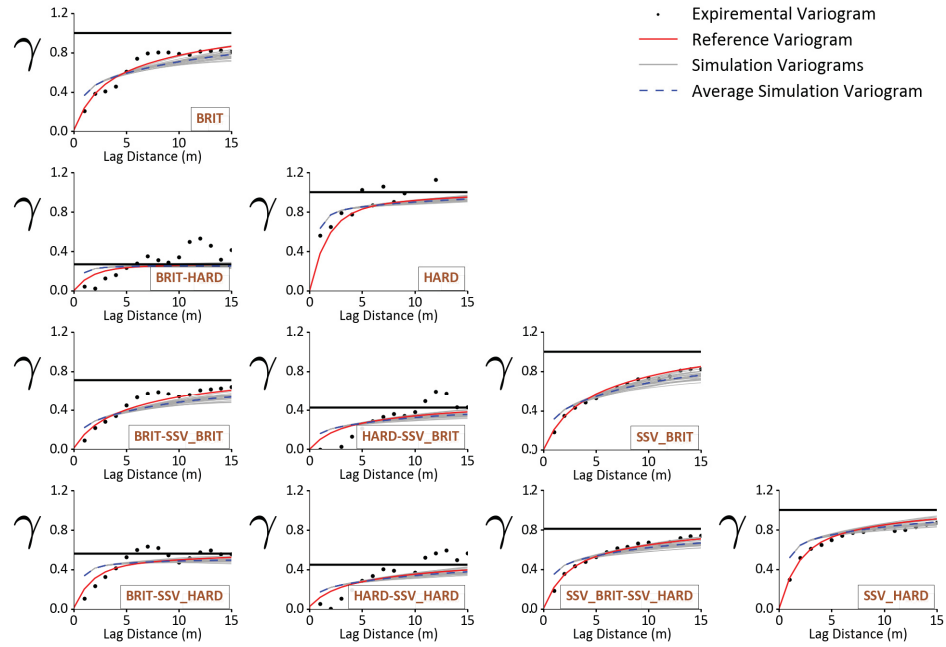 Expiremental Variogram
Reference Variogram
Simulation Variograms
Average Simulation Variogram
γ
0.8
0.4
0.0
0 5 10 15
Lag Distance (m)
BRIT
γ
1.2
0.8
0.4
0.0
0 5 10 15
Lag Distance (m)
BRIT-HARD
γ
1.2
0.8
0.4
0.0
0 5 10 15
Lag Distance (m)
HARD
γ
1.2
0.8
0.4
0.0
0 5 10 15
Lag Distance (m)
BRIT-SSV_BRIT
γ
1.2
0.8
0.4
0.0
0 5 10 15
Lag Distance (m)
HARD-SSV_BRIT
γ
1.2
0.8
0.4
0.0
0 5 10 15
Lag Distance (m)
SSV_BRIT
γ
1.2
0.8
0.4
0.0
0 5 10 15
Lag Distance (m)
BRIT-SSV_HARD
γ
1.2
0.8
0.4
0.0
0 5 10 15
Lag Distance (m)
HARD-SSV_HARD
γ
1.2
0.8
0.4
0.0
0 5 10 15
Lag Distance (m)
SSV_BRIT-SSV_HARD
γ
1.2
0.8
0.4
0.0
0 5 10 15
Lag Distance (m)
SSV_HARD